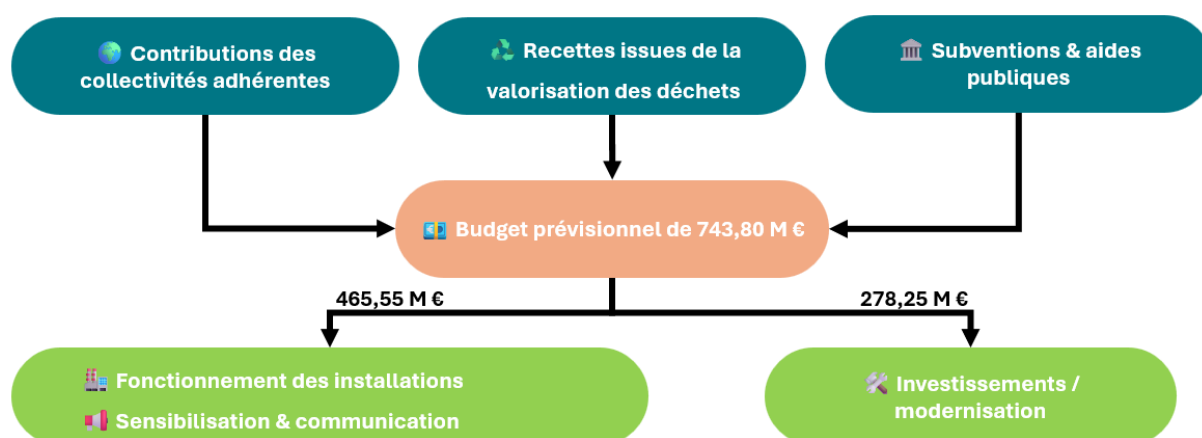 🌍 Contributions des
collectivités adhérentes
♻️ Recettes issues de la
valorisation des déchets
🏛️ Subventions & aides
publiques
💶 Budget prévisionnel de 743,80 M €
465,55 M €
278,25 M €
🏭 Fonctionnement des installations
📢 Sensibilisation & communication
🛠️ Investissements /
modernisation